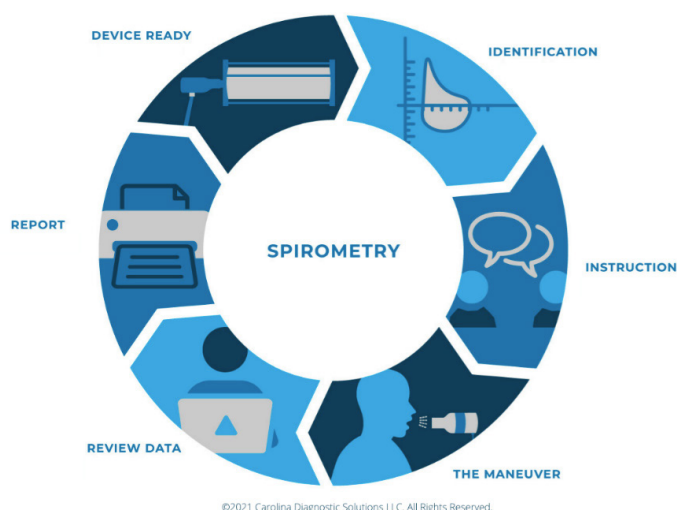 DEVICE READY
IDENTIFICATION
INSTRUCTION
THE MANEUVER
REVIEW DATA
REPORT
SPIROMETRY
©2021 Carolina Diagnostic Solutions LLC. All Rights Reserved.